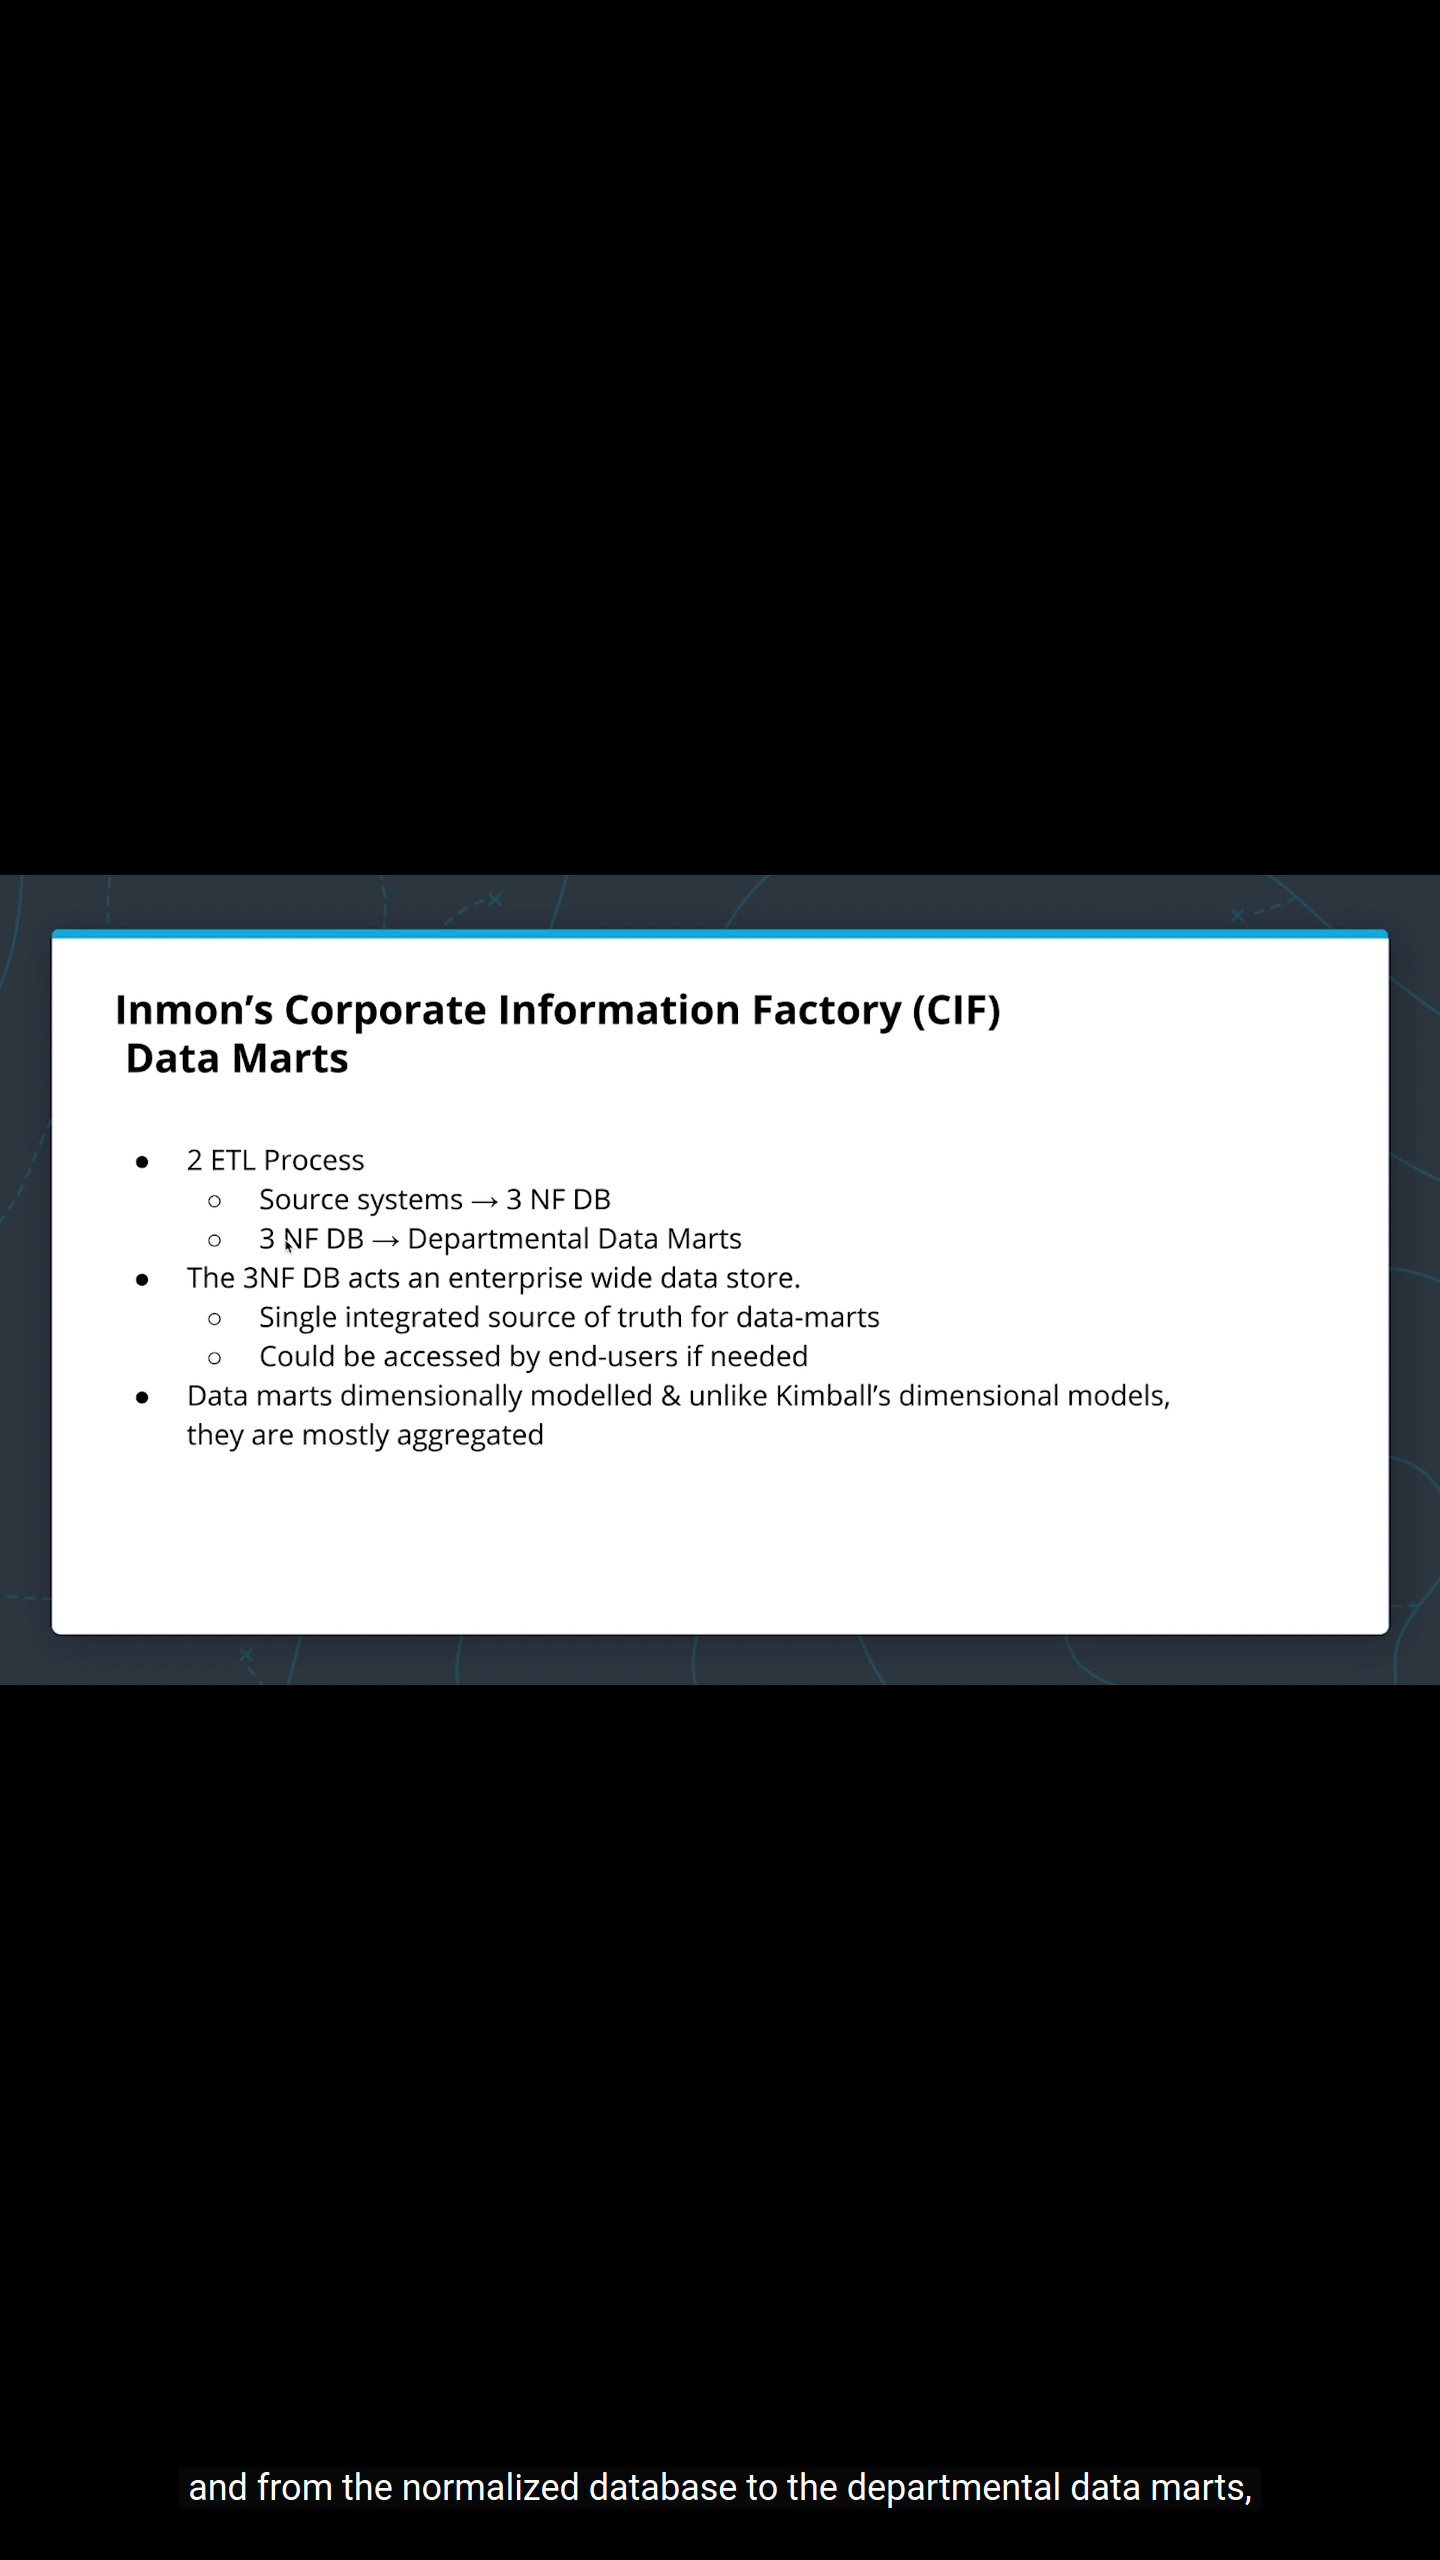 Inmon’s Corporate Information Factory (CIF)
Data Marts
● 2 ETL Process
○ Source systems → 3 NF DB
○ 3 NF DB → Departmental Data Marts
● The 3NF DB acts an enterprise wide data store.
○ Single integrated source of truth for data-marts
○ Could be accessed by end-users if needed
● Data marts dimensionally modelled & unlike Kimball’s dimensional models,
they are mostly aggregated
and from the normalized database to the departmental data marts,